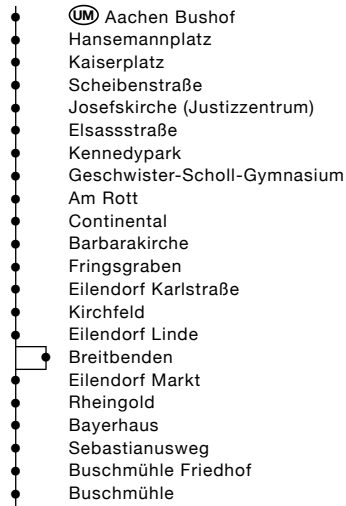 UM Aachen Bushof
Hansemannplatz
Kaiserplatz
Scheibenstraße
Josefskirche (Justizzentrum)
Elsassstraße
Kennedypark
Geschwister-Scholl-Gymnasium
Am Rott
Continental
Barbarakirche
Fringsgraben
Eilendorf Karlstraße
Kirchfeld
Eilendorf Linde
Breitbenden
Eilendorf Markt
Rheingold
Bayerhaus
Sebastianusweg
Buschmühle Friedhof
Buschmühle